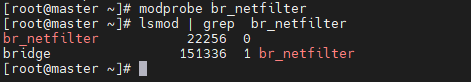 [root@master ~]# modprobe br_netfilter
[root@master ~]# lsmod | grep  br_netfilter
br_netfilter           22256  0
bridge                151336  1 br_netfilter
[root@master ~]#